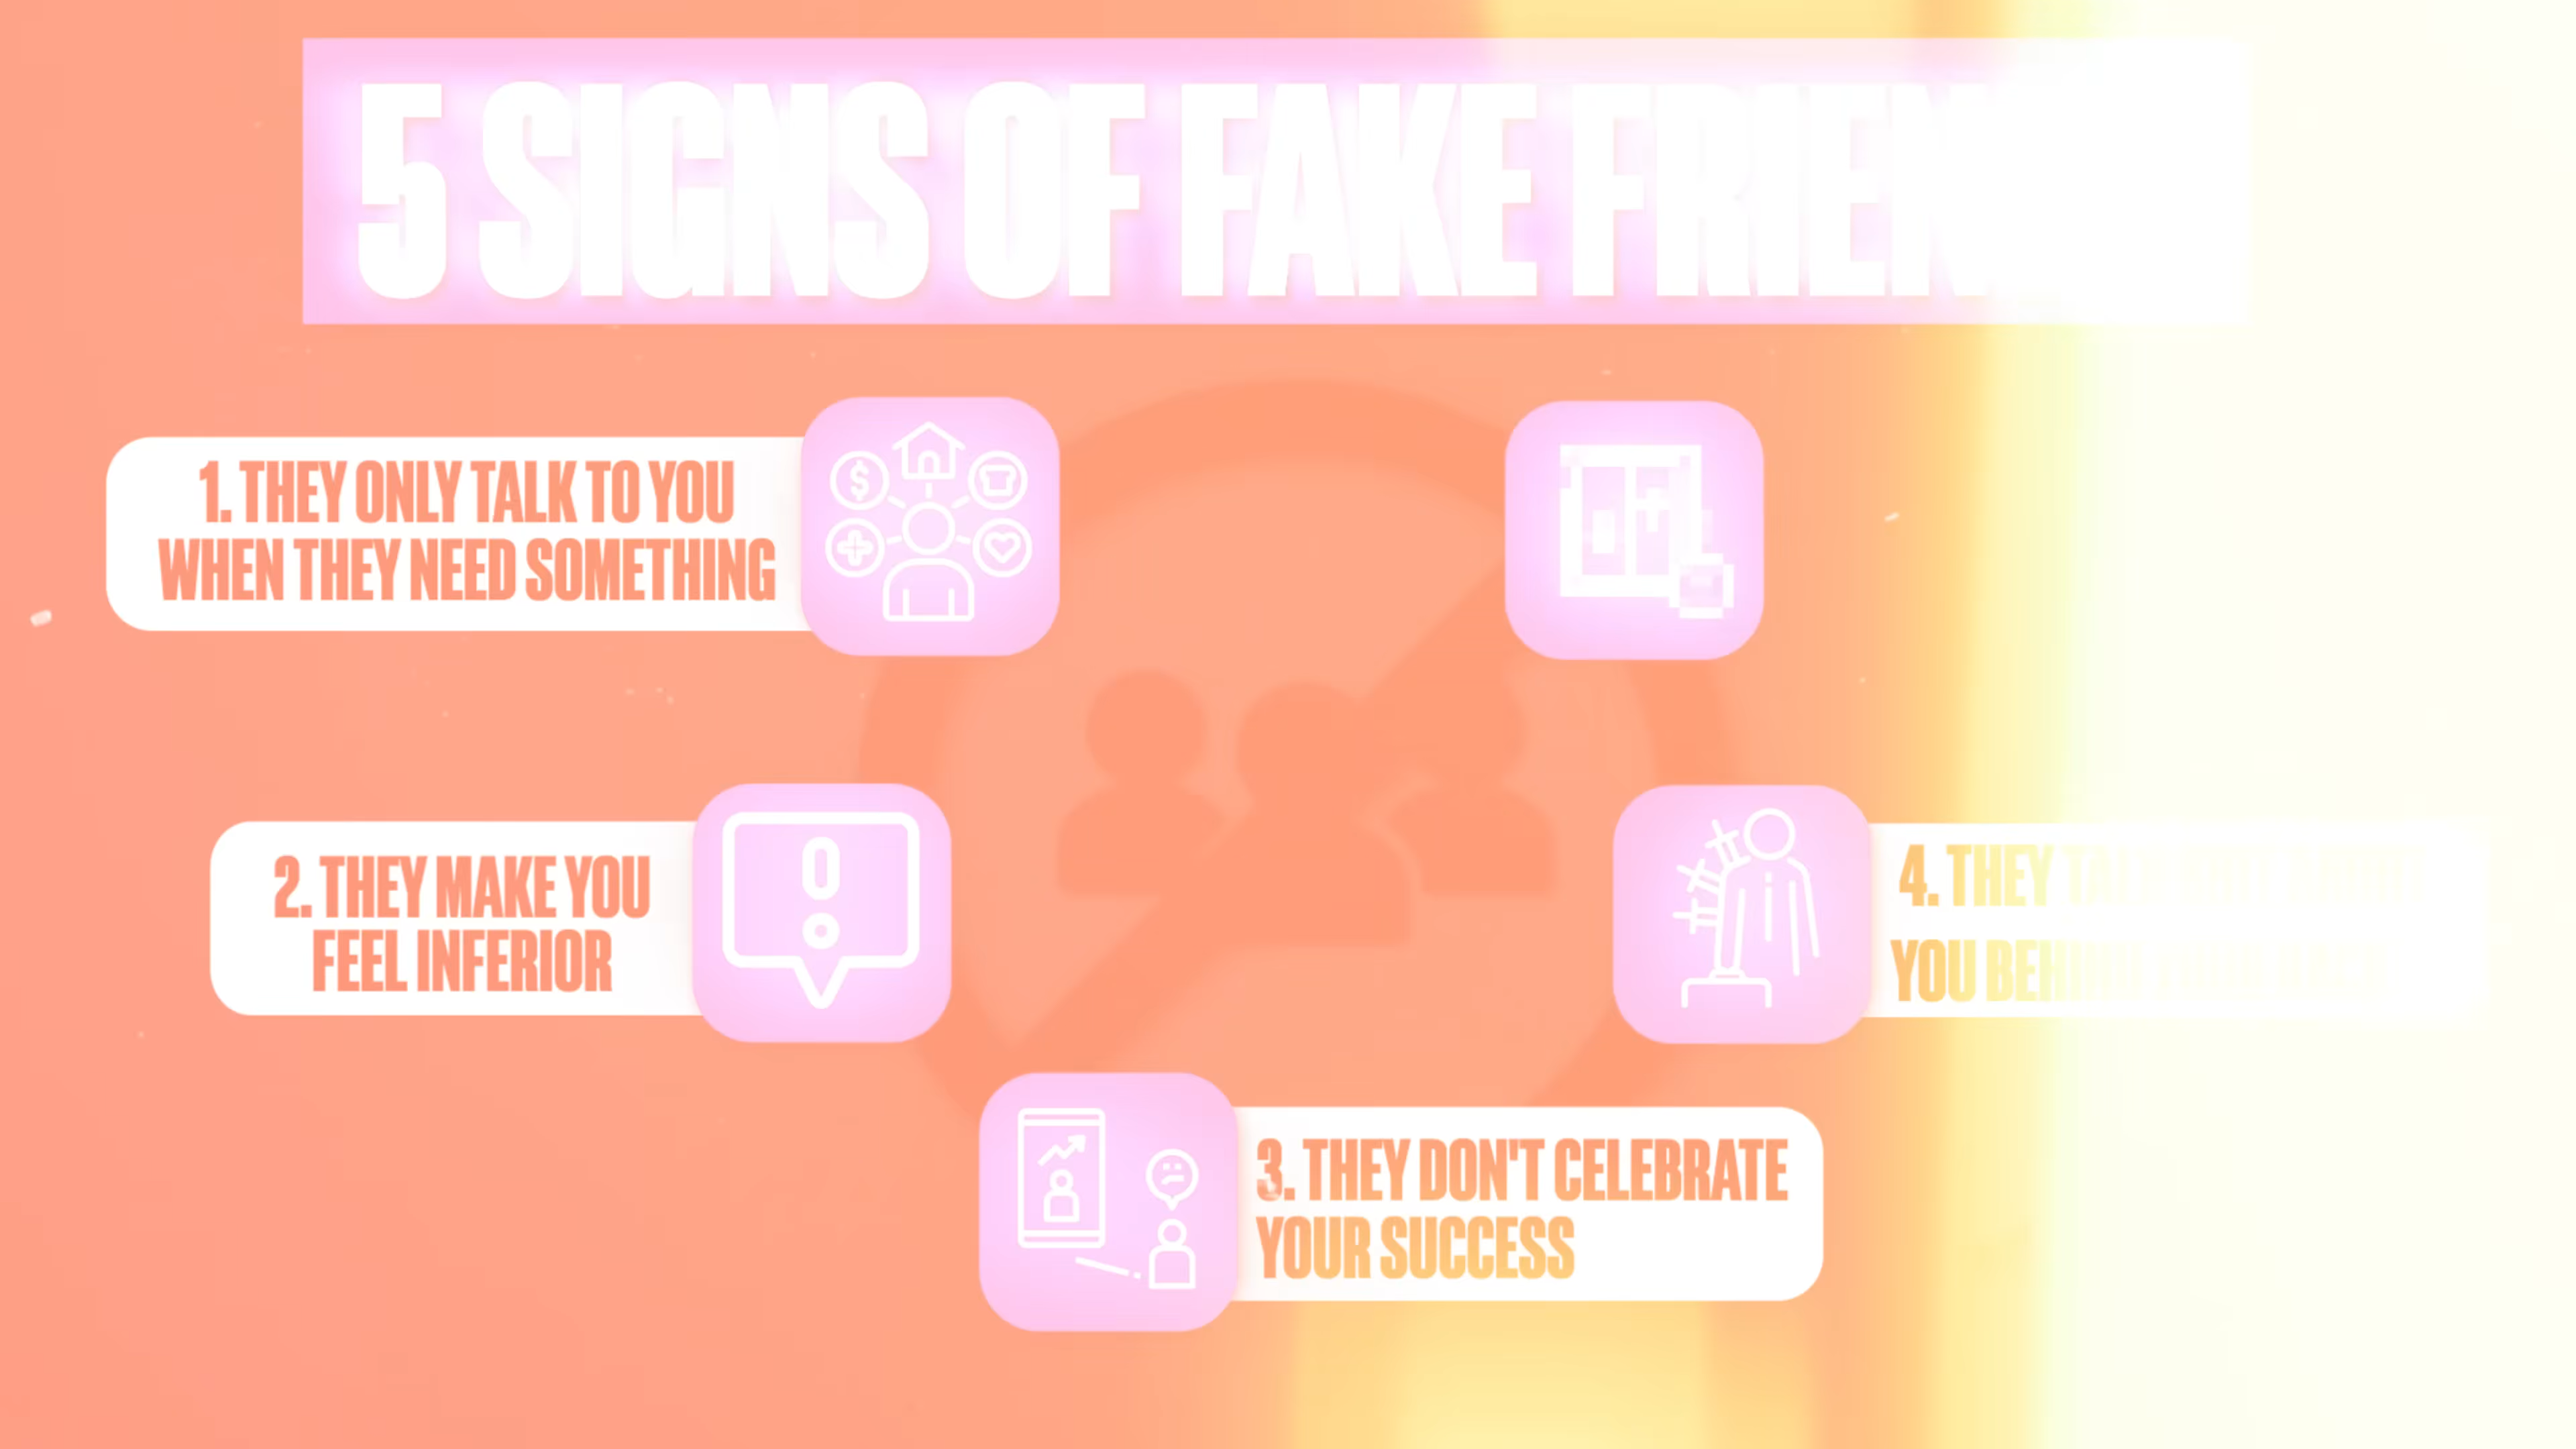 5 SIGNS OF FAKE
1. THEY ONLY TALK TO YOU
WHEN THEY NEED SOMETHING
2. THEY MAKE YOU
FEEL INFERIOR
3. THEY DON'T CELEBRATE
YOUR SUCCESS
4. THEY
YOU BEHIND